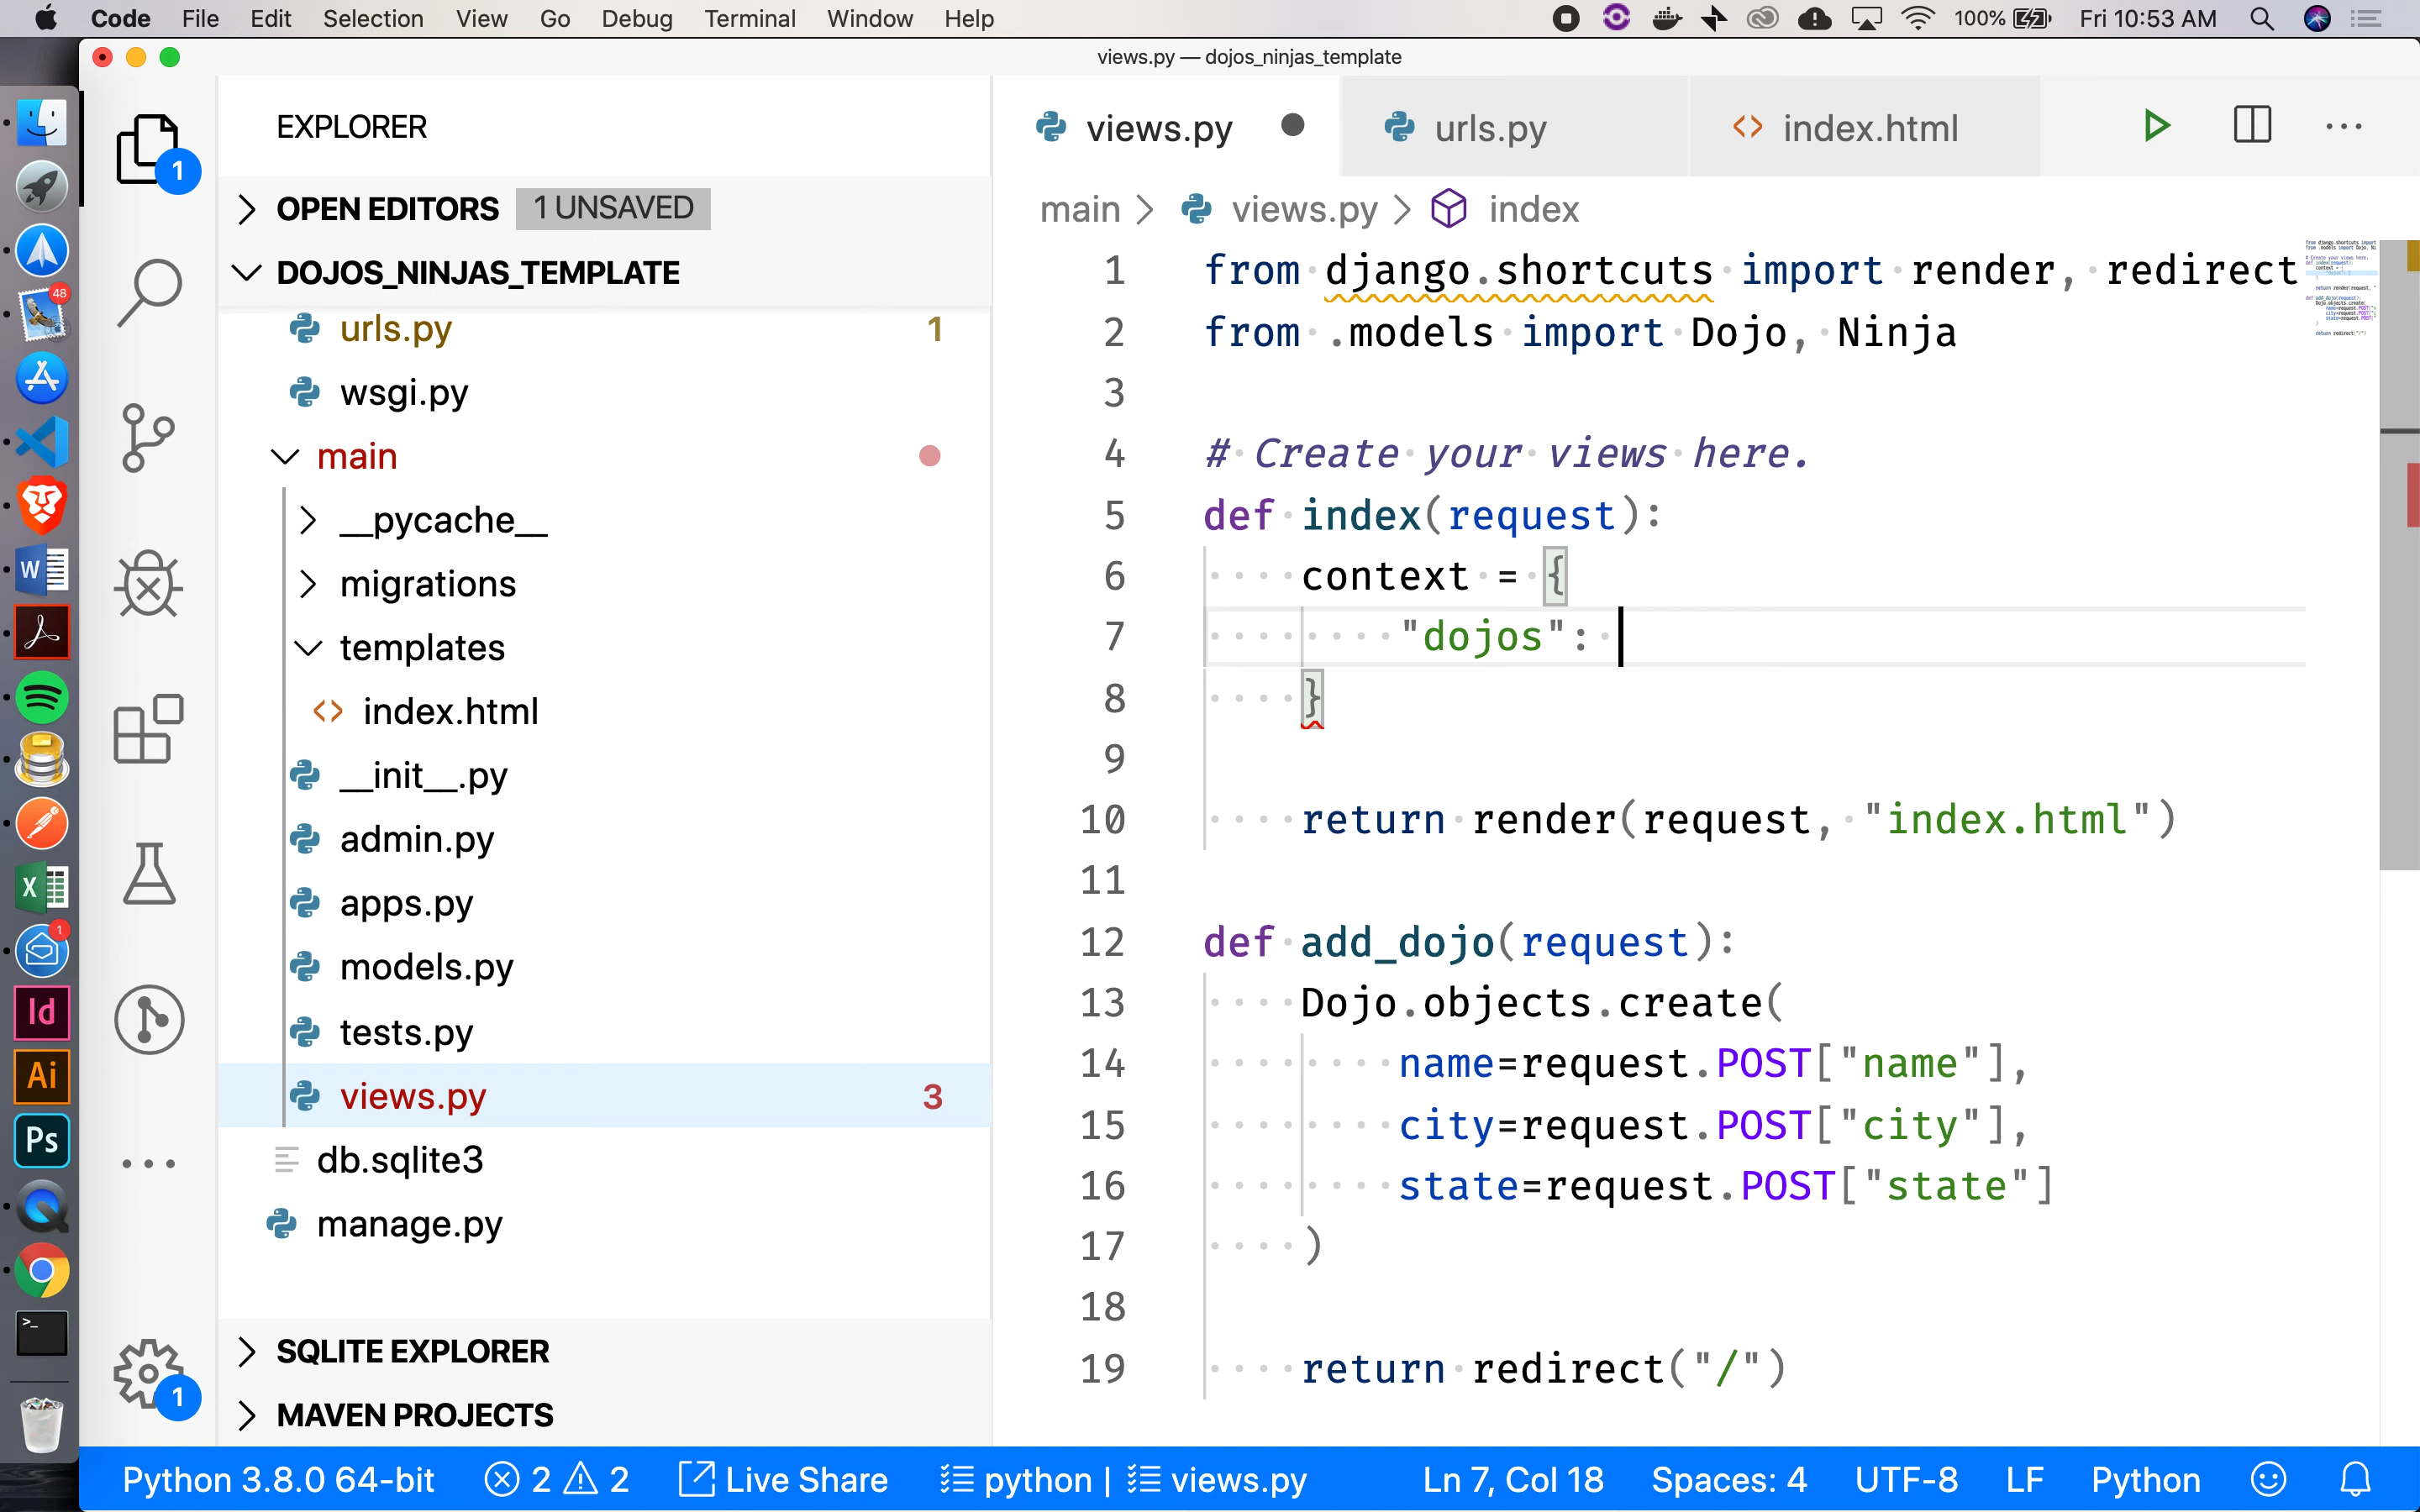 Code File Edit Selection View Go Debug Terminal Window Help 100% Fri 10:53 AM
views.py — dojos_ninjas_template
EXPLORER
1
OPEN EDITORS 1 UNSAVED
DOJOS_NINJAS_TEMPLATE
urls.py 1
wsgi.py
main
__pycache__
migrations
templates
<> index.html
__init__.py
admin.py
apps.py
models.py
tests.py
views.py 3
db.sqlite3
manage.py
SQLITE EXPLORER
MAVEN PROJECTS
1
48
W
X
1
Id
Ai
Ps
>_
views.py urls.py <> index.html ...
main > views.py > index
1 from django.shortcuts import render, redirect
2 from .models import Dojo, Ninja
3
4 # Create your views here.
5 def index(request):
6 context = {
7 "dojos":
8 }
9
10 return render(request, "index.html")
11
12 def add_dojo(request):
13 Dojo.objects.create(
14 name=request.POST["name"],
15 city=request.POST["city"],
16 state=request.POST["state"]
17 )
18
19 return redirect("/")
Python 3.8.0 64-bit 2 2 Live Share python | views.py Ln 7, Col 18 Spaces: 4 UTF-8 LF Python